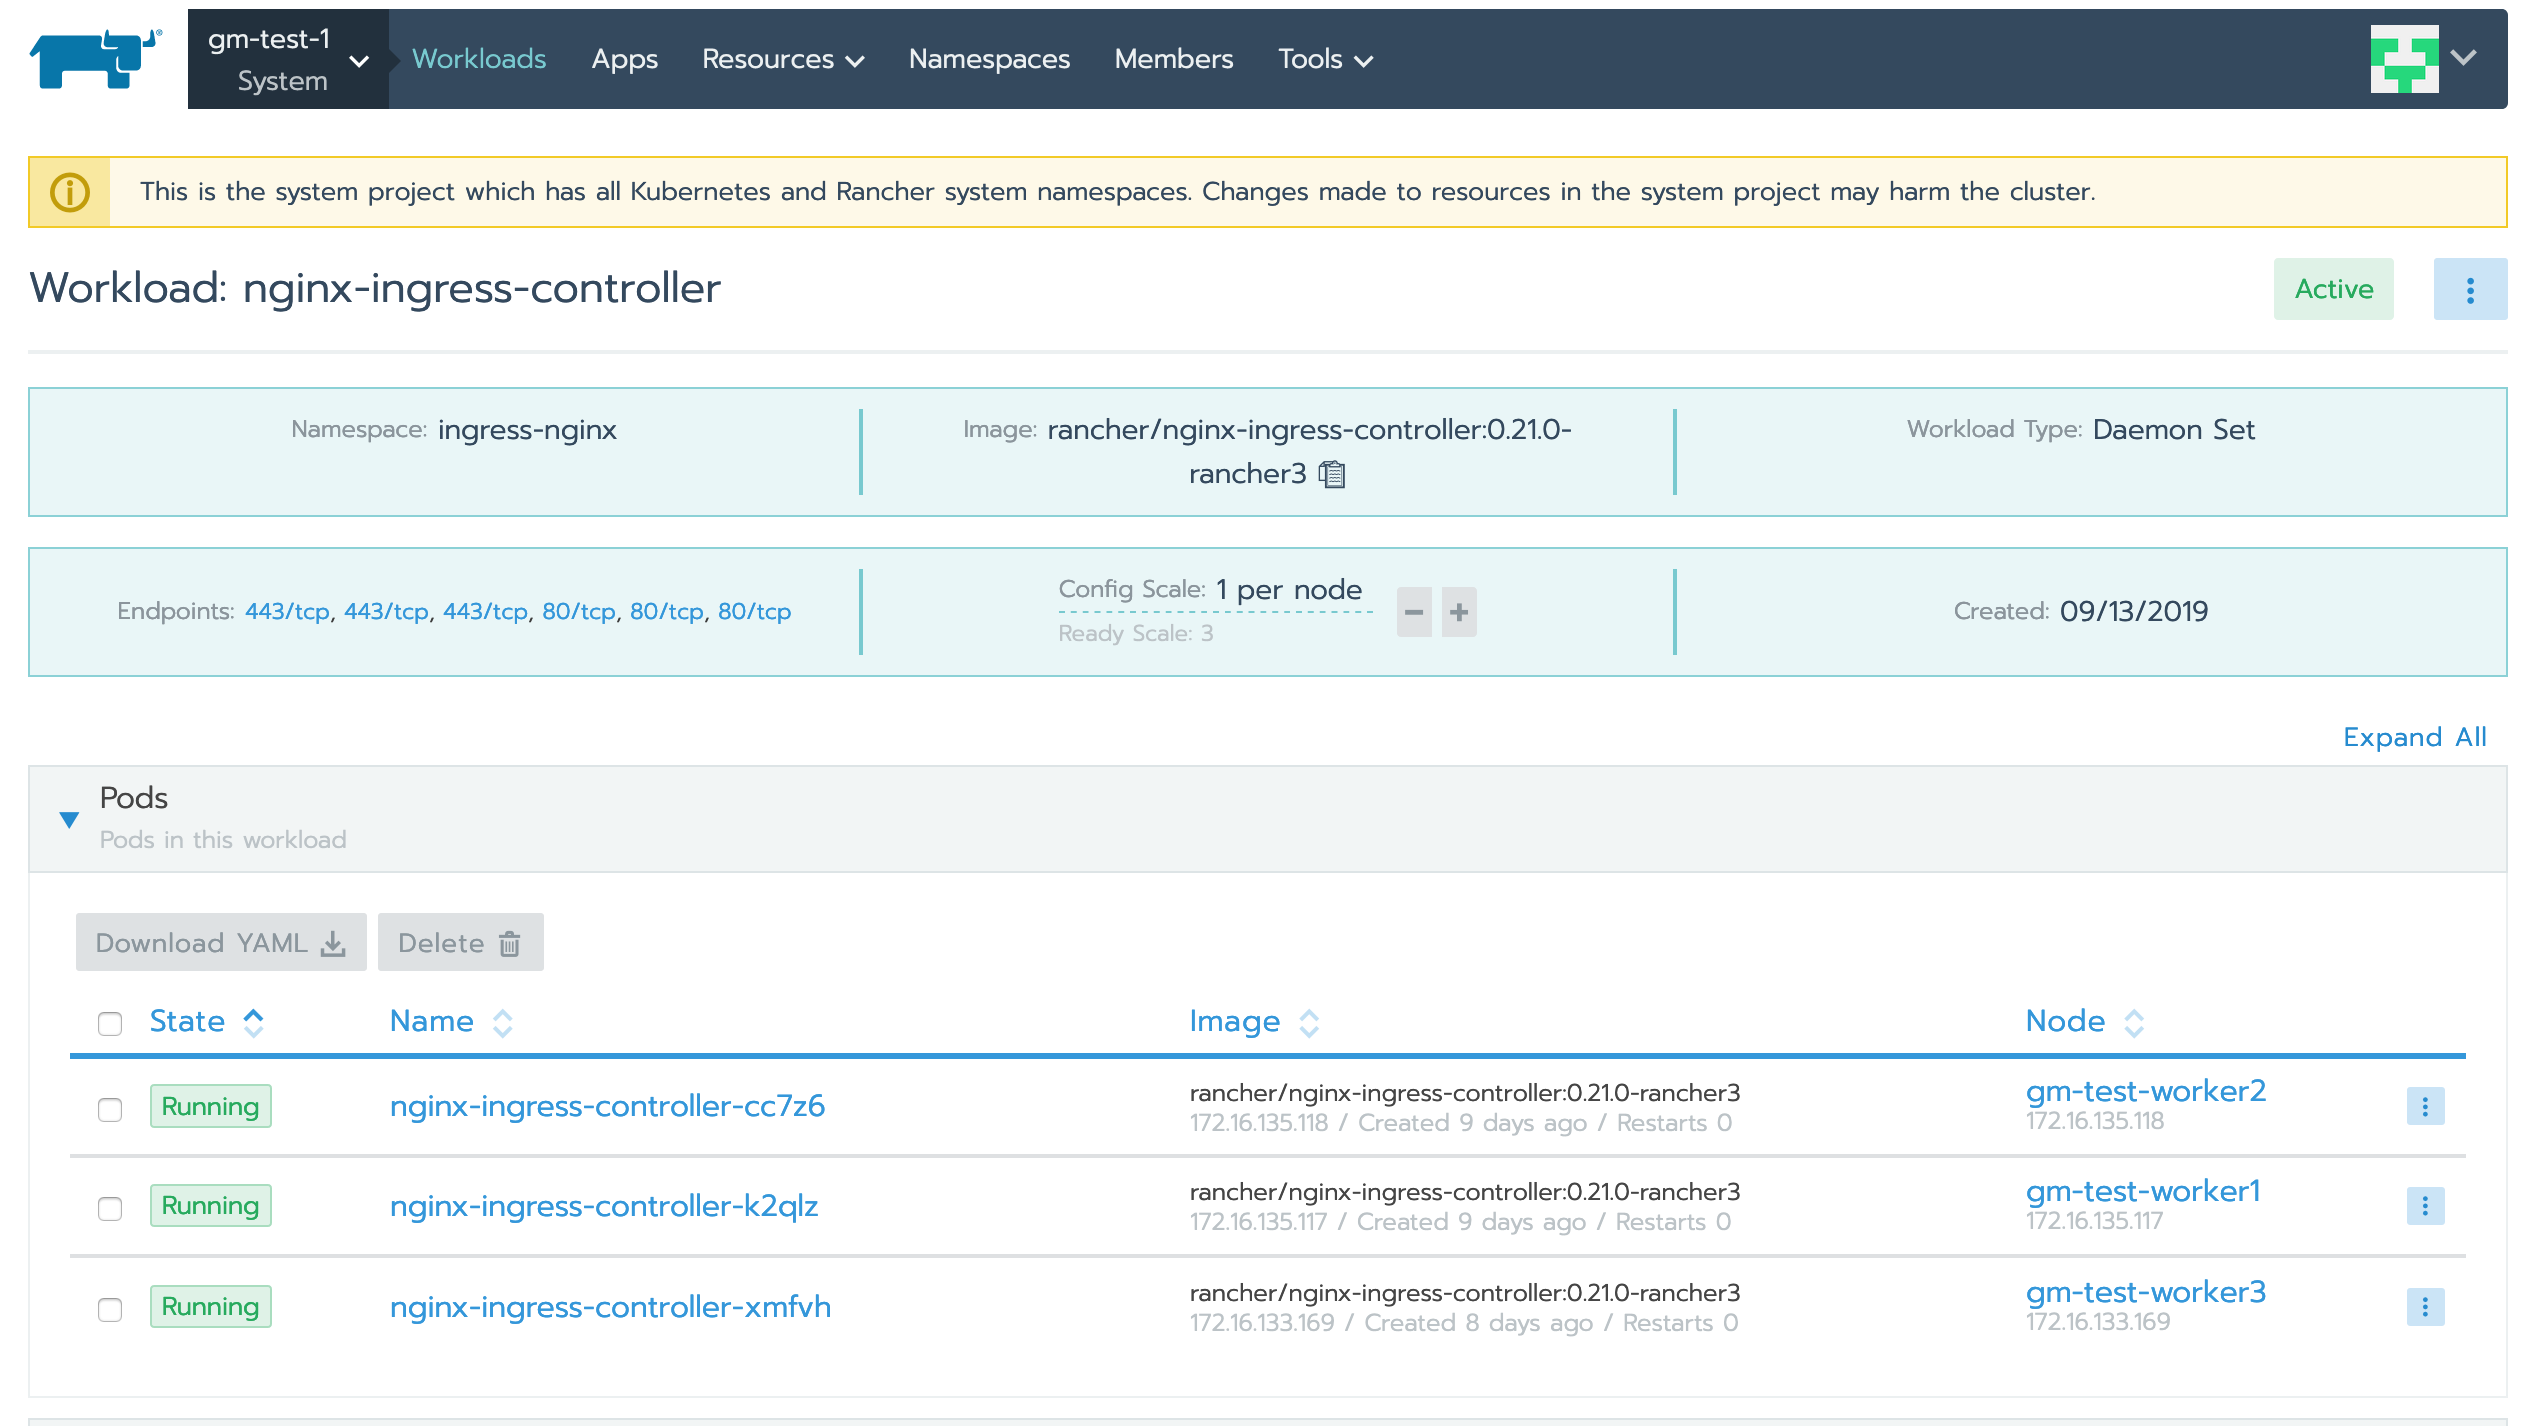 gm-test-1
System
Workloads Apps Resources Namespaces Members Tools
This is the system project which has all Kubernetes and Rancher system namespaces. Changes made to resources in the system project may harm the cluster.
Workload: nginx-ingress-controller
Active
Namespace: ingress-nginx
Image: rancher/nginx-ingress-controller:0.21.0-
rancher3
Workload Type: Daemon Set
Endpoints: 443/tcp, 443/tcp, 443/tcp, 80/tcp, 80/tcp, 80/tcp
Config Scale: 1 per node
Ready Scale: 3
Created: 09/13/2019
Expand All
Pods
Pods in this workload
Download YAML Delete
State Name Image Node
Running nginx-ingress-controller-cc7z6 rancher/nginx-ingress-controller:0.21.0-rancher3 gm-test-worker2
172.16.135.118 / Created 9 days ago / Restarts 0 172.16.135.118
Running nginx-ingress-controller-k2qlz rancher/nginx-ingress-controller:0.21.0-rancher3 gm-test-worker1
172.16.135.117 / Created 9 days ago / Restarts 0 172.16.135.117
Running nginx-ingress-controller-xmfvh rancher/nginx-ingress-controller:0.21.0-rancher3 gm-test-worker3
172.16.133.169 / Created 8 days ago / Restarts 0 172.16.133.169